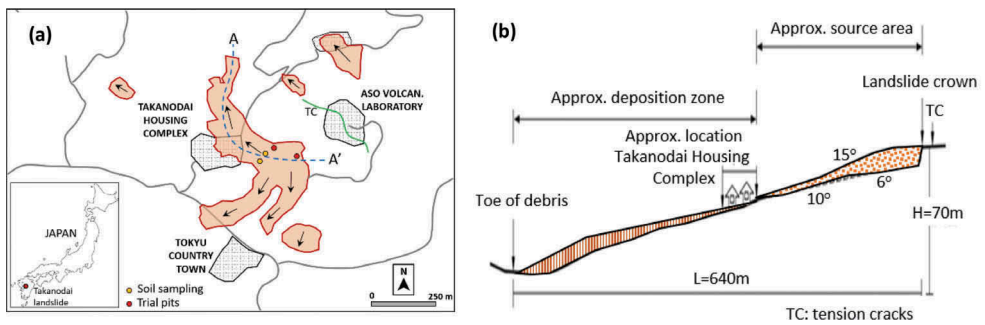 (a)
A
TAKANODAI
HOUSING
COMPLEX
TC
ASO VOLCAN.
LABORATORY
A'
TOKYU
COUNTRY
TOWN
JAPAN
Takanodai
landslide
Soil sampling
Trial pits
N
0
250 m
(b)
Approx. source area
Landslide crown
TC
Approx. deposition zone
Approx. location
Takanodai Housing
Complex
15°
6°
10°
Toe of debris
H=70m
L=640m
TC: tension cracks